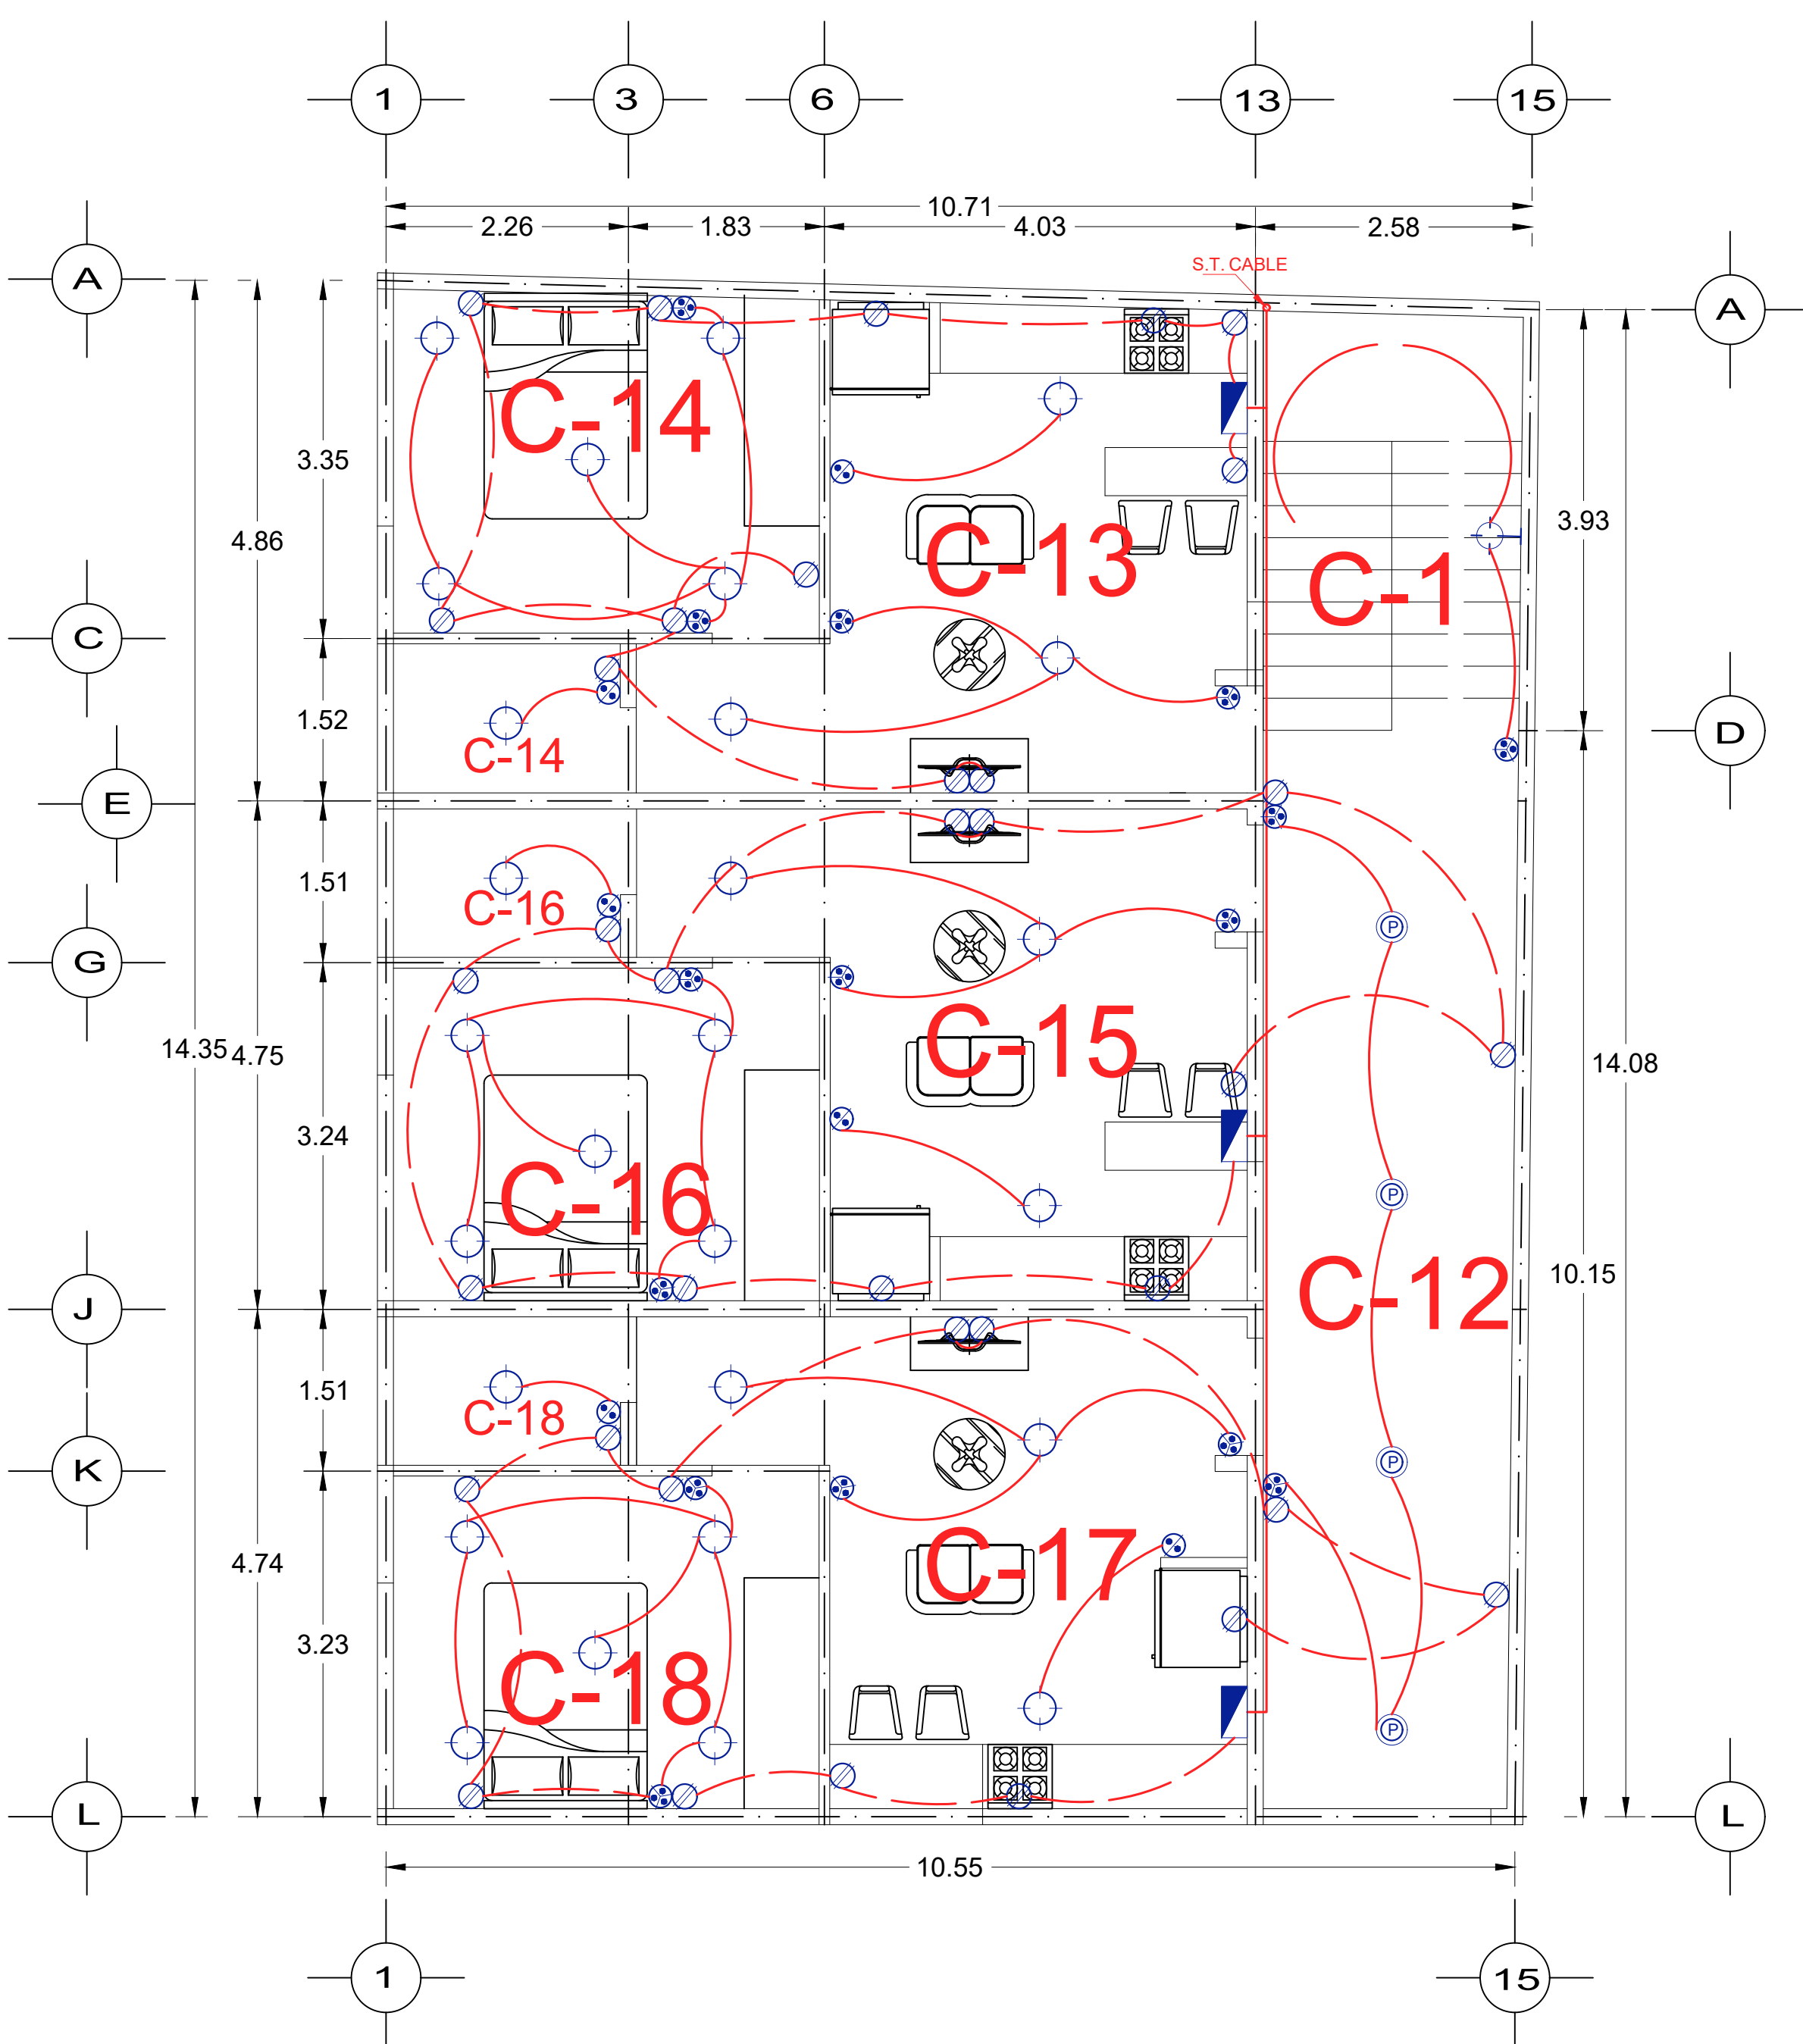 1 3 6 13 15
10.71
2.26 1.83 4.03 2.58
S.T. CABLE
A A
C-14
3.35
C-13
3.93
4.86
C-1
C
1.52
C-14
D
E
1.51
C-16
G
14.35 4.75
C-15
14.08
3.24
P
C-16
P
C-12
10.15
J
1.51
C-18
K
P
4.74
C-17
3.23
C-18
P
L L
10.55
1 15